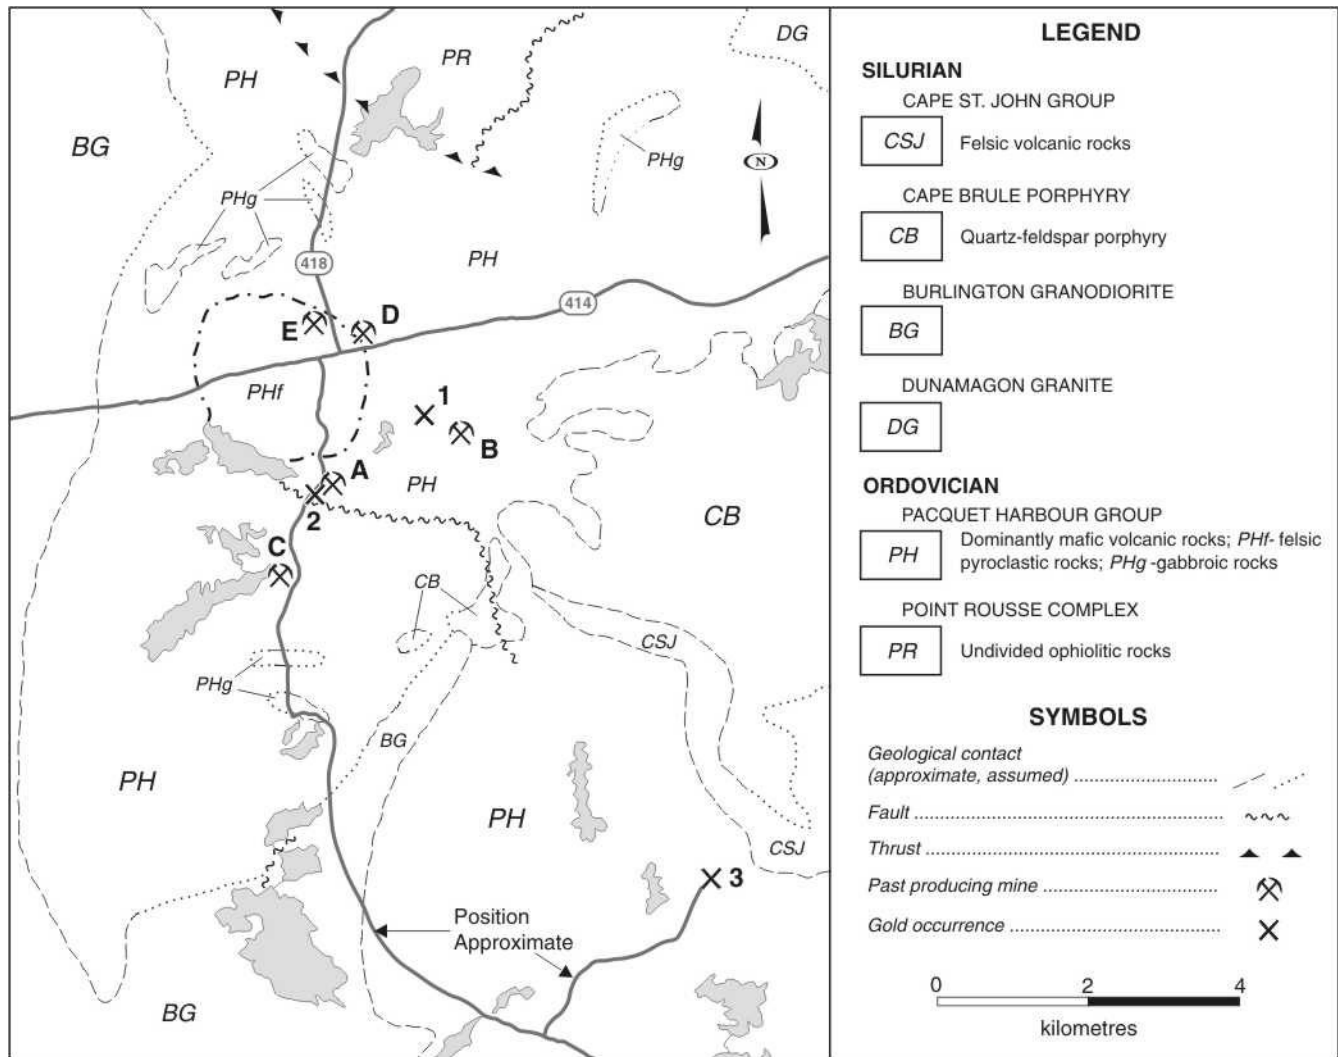 PH
PR
DG
BG
PHg
PHg
N
418
PH
414
E
D
PHf
1
B
A
PH
2
CB
C
CB
CSJ
PHg
BG
PH
PH
CSJ
3
Position
Approximate
BG
LEGEND
SILURIAN
CAPE ST. JOHN GROUP
CSJ Felsic volcanic rocks
CAPE BRULE PORPHYRY
CB Quartz-feldspar porphyry
BURLINGTON GRANODIORITE
BG
DUNAMAGON GRANITE
DG
ORDOVICIAN
PACQUET HARBOUR GROUP
PH Dominantly mafic volcanic rocks; PHf- felsic
pyroclastic rocks; PHg -gabbroic rocks
POINT ROUSSE COMPLEX
PR Undivided ophiolitic rocks
SYMBOLS
Geological contact
(approximate, assumed)
Fault
Thrust
Past producing mine
Gold occurrence
0 2 4
kilometres